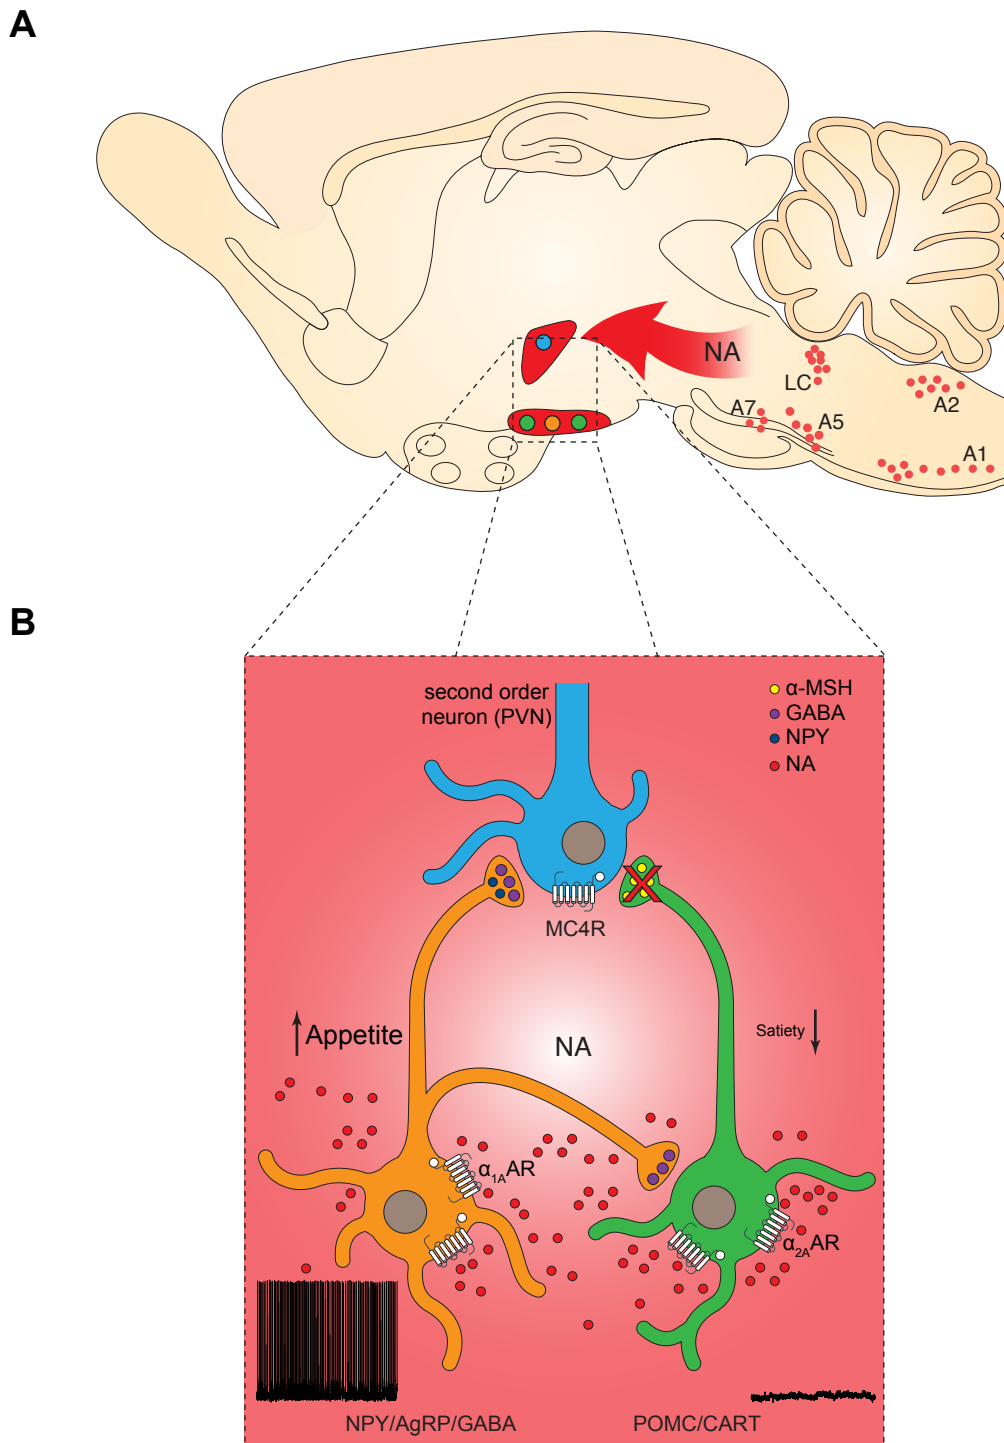 A
NA
LC
A2
A7
A5
A1
B
second order
neuron (PVN)
α-MSH
GABA
NPY
NA
MC4R
Appetite
NA
Satiety
α1AAR
α2AAR
NPY/AgRP/GABA
POMC/CART